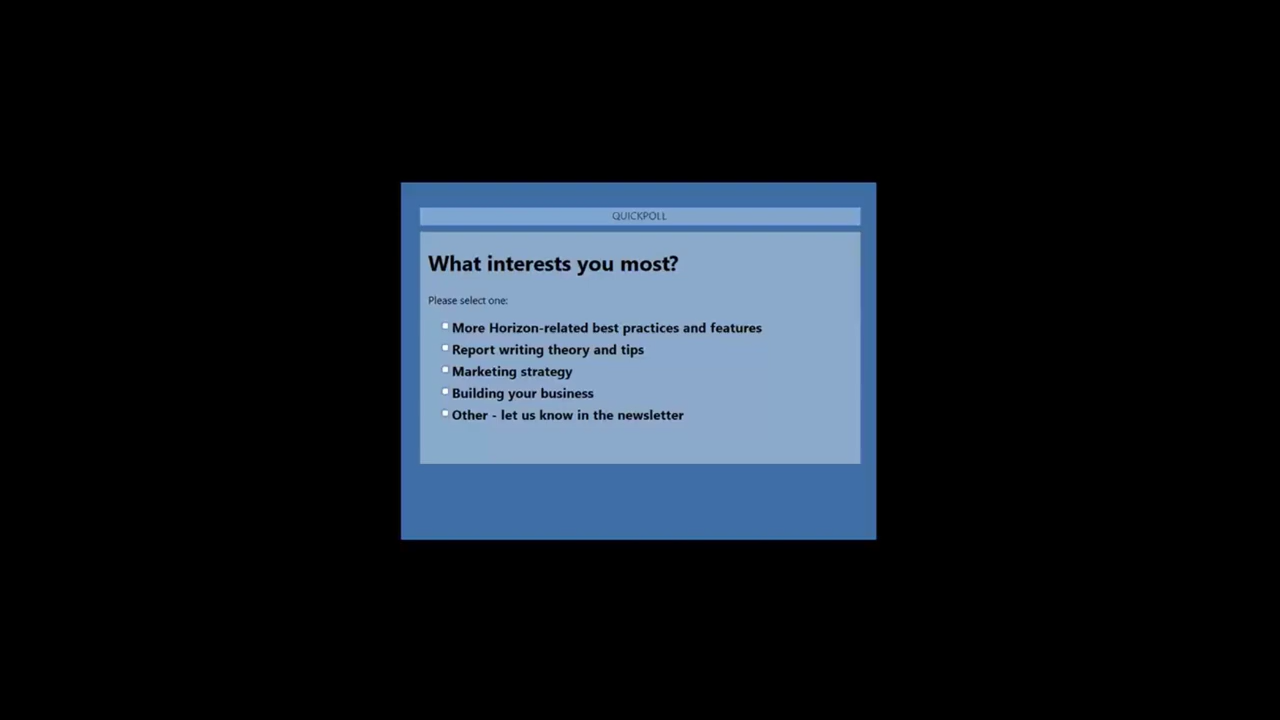 QUICKPOLL
What interests you most?
Please select one:
More Horizon-related best practices and features
Report writing theory and tips
Marketing strategy
Building your business
Other - let us know in the newsletter